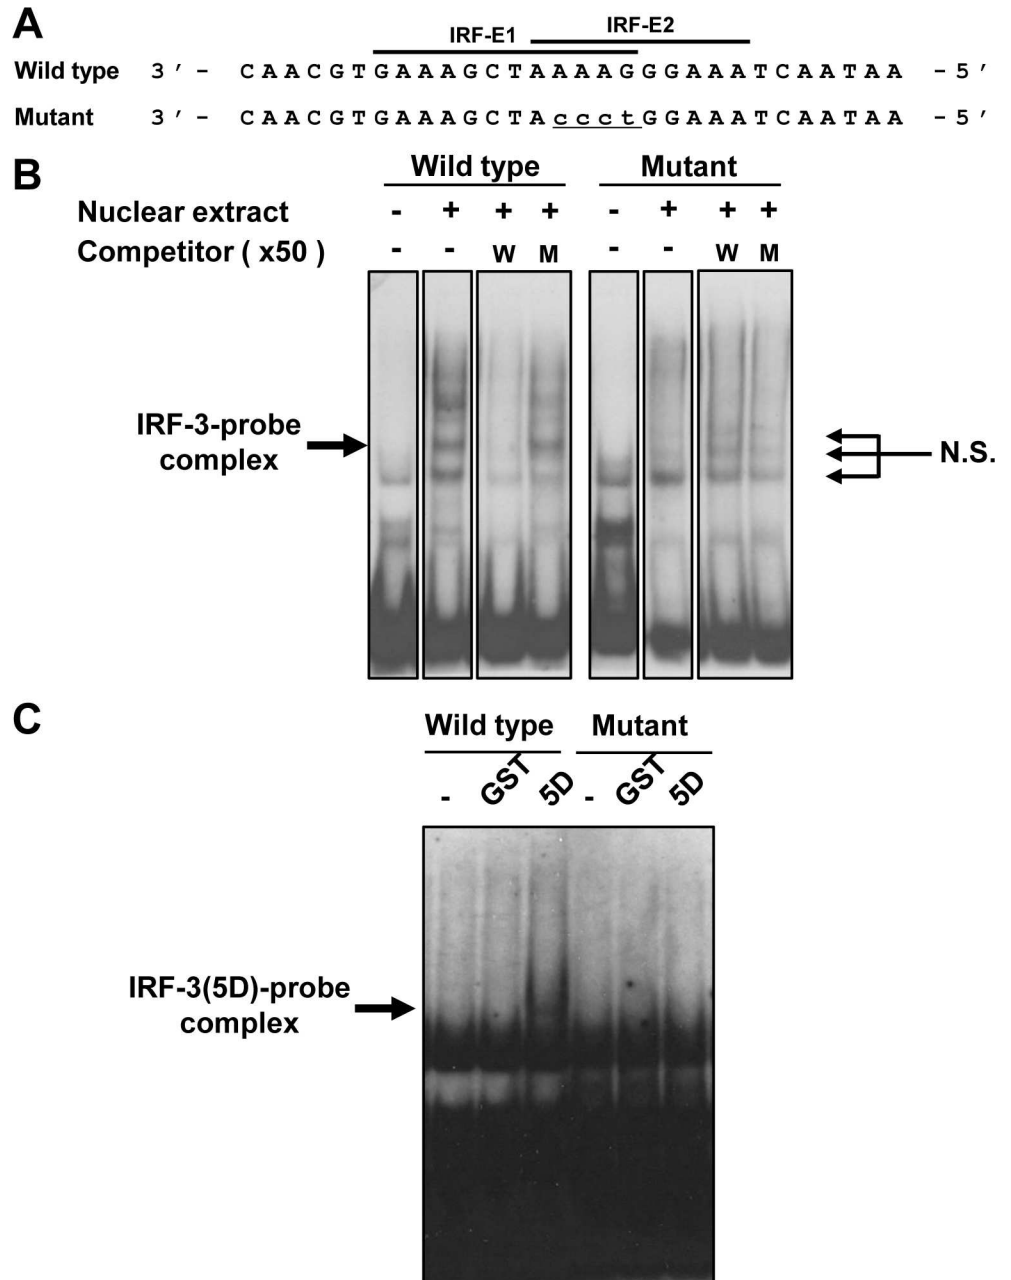 A
IRF-E1 IRF-E2
Wild type 3′- CAACGTGAAAGCTAAAAGGGAAATCAATAA -5′
Mutant 3′- CAACGTGAAAGCTAccctGGAAATCAATAA -5′
B
Wild type Mutant
Nuclear extract - + + + - + + +
Competitor ( x50 ) - - W M - - W M
IRF-3-probe
complex
N.S.
C
Wild type Mutant
- GST 5D - GST 5D
IRF-3(5D)-probe
complex